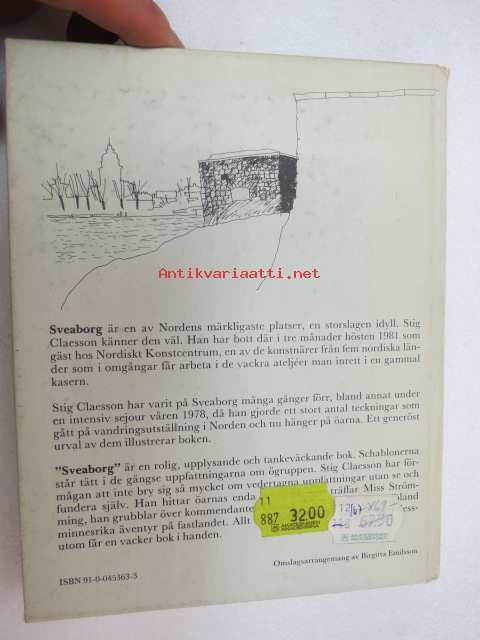 Antikvariaatti.net
Sveaborg är en av Nordens märkligaste platser, en storslagen idyll. Stig
Claesson känner den väl. Han har bott där i tre månader hösten 1981 som
gäst hos Nordiskt Konstcentrum, en av de konstnärer från fem nordiska län-
der som i omgångar får arbeta i de vackra ateljéer man inrett i en gammal
kasern.
Stig Claesson har varit på Sveaborg många gånger förr, bland annat under
en intensiv sejour våren 1978, då han gjorde ett stort antal teckningar som
gått på vandringsutställning i Norden och nu hänger på öarna. Ett generöst
urval av dem illustrerar boken.
"Sveaborg" är en rolig, upplysande och tankeväckande bok. Schablonerna
står tätt i de gängse uppfattningarna om ögruppen. Stig Claesson har för-
mågan att inte bry sig så mycket om vedertagna uppfattningar utan se och
fundera själv. Han hittar öarnas enda träffar Miss Ström-
ming, han grubblar över kommendante
minnesrika äventyr på fastlandet. Allt
utom får en vacker bok i handen.
11
887 32.00
Omslagsarrangemang av Birgitta Emilsson
ISBN 91-0-045363-3